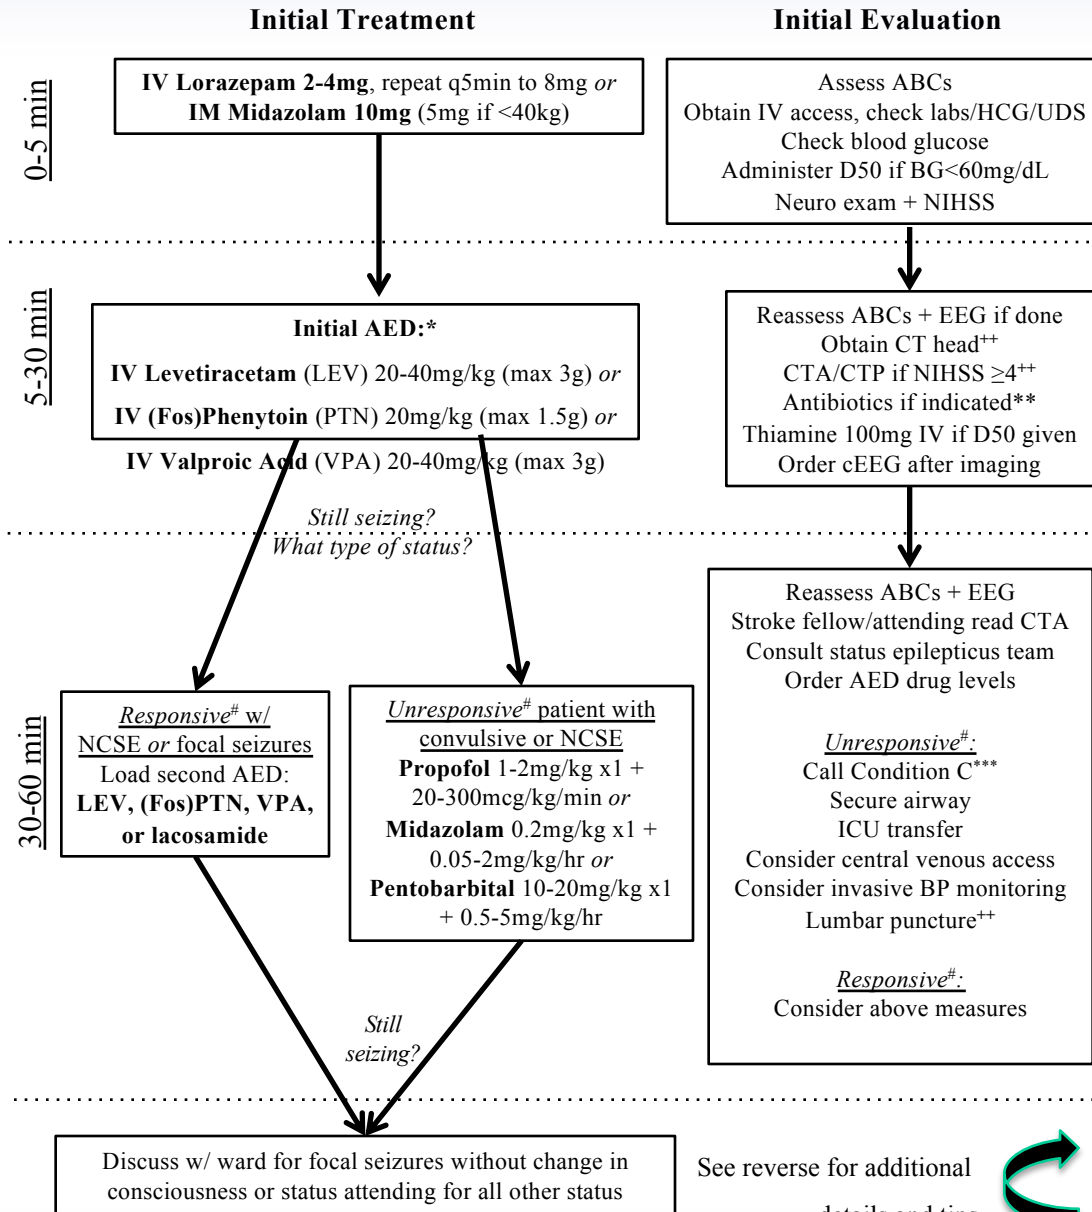 Initial Treatment
Initial Evaluation
0-5 min
IV Lorazepam 2-4mg, repeat q5min to 8mg or
IM Midazolam 10mg (5mg if <40kg)
Assess ABCs
Obtain IV access, check labs/HCG/UDS
Check blood glucose
Administer D50 if BG<60mg/dL
Neuro exam + NIHSS
5-30 min
Initial AED:*
IV Levetiracetam (LEV) 20-40mg/kg (max 3g) or
IV (Fos)Phenytoin (PTN) 20mg/kg (max 1.5g) or
IV Valproic Acid (VPA) 20-40mg/kg (max 3g)
Reassess ABCs + EEG if done
Obtain CT head++
CTA/CTP if NIHSS ≥4++
Antibiotics if indicated**
Thiamine 100mg IV if D50 given
Order cEEG after imaging
Still seizing?
What type of status?
30-60 min
Responsive# w/
NCSE or focal seizures
Load second AED:
LEV, (Fos)PTN, VPA,
or lacosamide
Unresponsive# patient with
convulsive or NCSE
Propofol 1-2mg/kg x1 +
20-300mcg/kg/min or
Midazolam 0.2mg/kg x1 +
0.05-2mg/kg/hr or
Pentobarbital 10-20mg/kg x1
+ 0.5-5mg/kg/hr
Reassess ABCs + EEG
Stroke fellow/attending read CTA
Consult status epilepticus team
Order AED drug levels
Unresponsive#:
Call Condition C***
Secure airway
ICU transfer
Consider central venous access
Consider invasive BP monitoring
Lumbar puncture++
Responsive#:
Consider above measures
Still
seizing?
Discuss w/ ward for focal seizures without change in
consciousness or status attending for all other status
See reverse for additional
details and tips